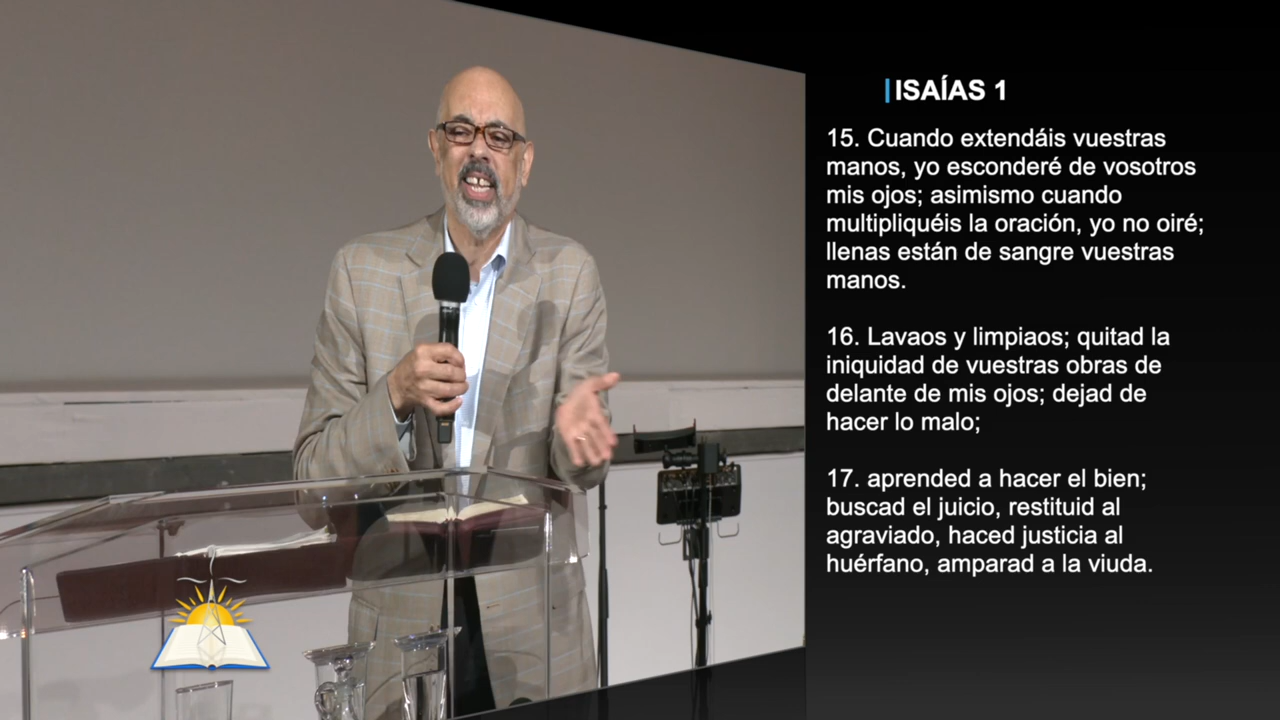 ISAÍAS 1
15. Cuando extendáis vuestras
manos, yo esconderé de vosotros
mis ojos; asimismo cuando
multipliquéis la oración, yo no oiré;
llenas están de sangre vuestras
manos.
16. Lavaos y limpiaos; quitad la
iniquidad de vuestras obras de
delante de mis ojos; dejad de
hacer lo malo;
17. aprended a hacer el bien;
buscad el juicio, restituid al
agraviado, haced justicia al
huérfano, amparad a la viuda.